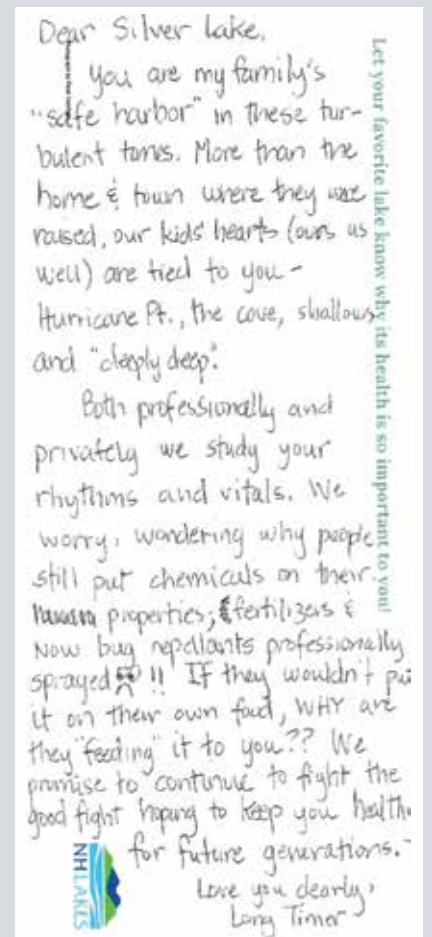 Dear Silver Lake,
You are my family's
"safe harbor" in these tur-
bulent times. More than the
home & town where they were
raised, our kids' hearts (ours as
well) are tied to you -
Hurricane Pt., the cove, shallows
and "deeply deep".
Both professionally and
privately we study your
rhythms and vitals. We
worry, wondering why people
still put chemicals on their
properties, fertilizers &
now bug repellants professionally
sprayed !! If they wouldn't pu
it on their own food, WHY are
they "feeding" it to you?? We
promise to continue to fight the
good fight hoping to keep you health
for future generations. -
Love you dearly,
Long Timer
Let your favorite lake know why its health is so important to you!
NH LAKES